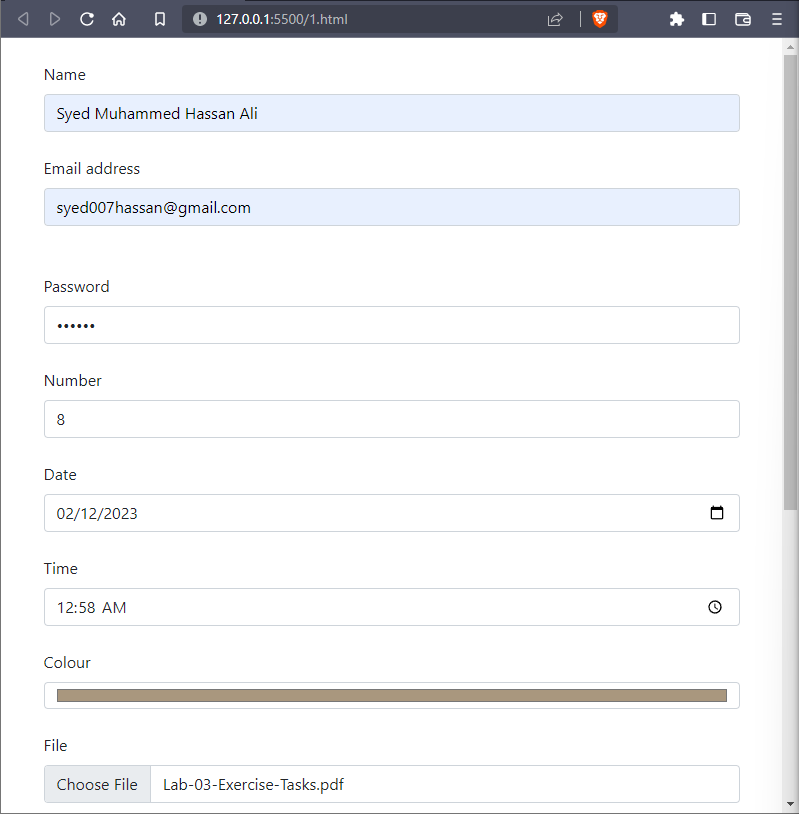 127.0.0.1:5500/1.html
Name
Syed Muhammed Hassan Ali
Email address
syed007hassan@gmail.com
Password
••••••
Number
8
Date
02/12/2023
Time
12:58 AM
Colour
File
Choose File Lab-03-Exercise-Tasks.pdf